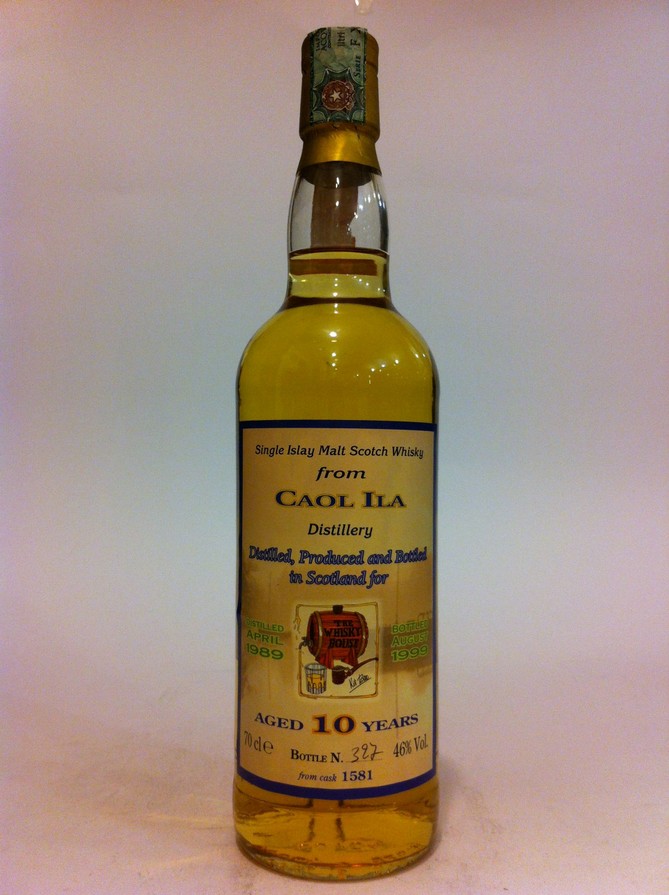 Single Islay Malt Scotch Whisky
from
CAOL ILA
Distillery
Distilled, Produced and Bottled
in Scotland for
DISTILLED
APRIL
1989
THE
WHISKY
HOUSE
BOTTLED
AUGUST
1999
AGED 10 YEARS
70 cl e
BOTTLE N. 397
46% Vol.
from cask 1581